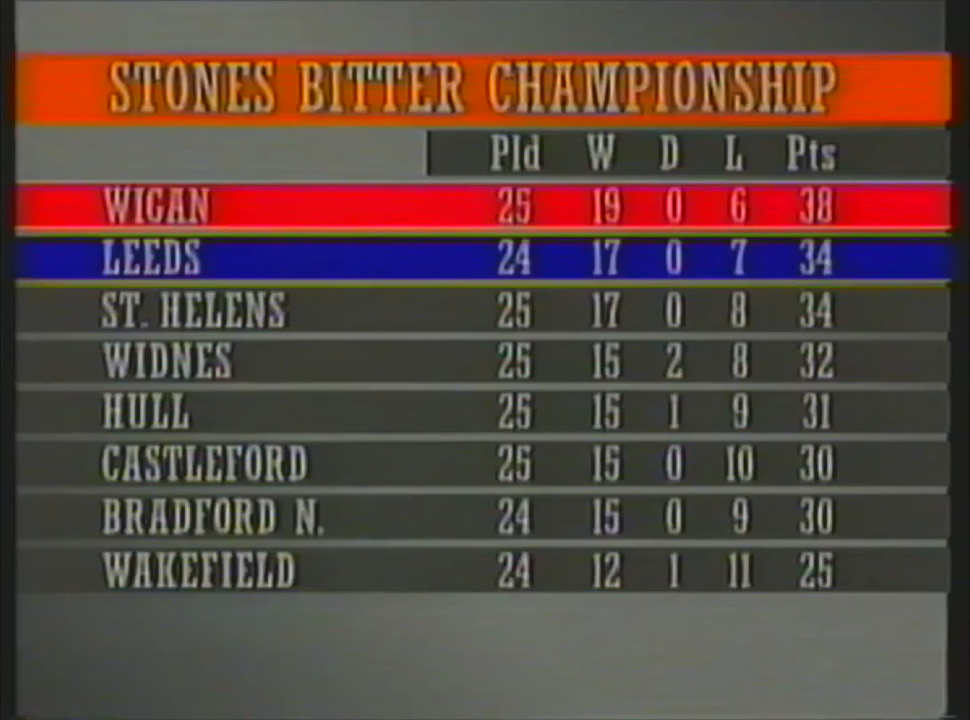 STONES BITTER CHAMPIONSHIP
Pld W D L Pts
WIGAN 25 19 0 6 38
LEEDS 24 17 0 7 34
ST. HELENS 25 17 0 8 34
WIDNES 25 15 2 8 32
HULL 25 15 1 9 31
CASTLEFORD 25 15 0 10 30
BRADFORD N. 24 15 0 9 30
WAKEFIELD 24 12 1 11 25